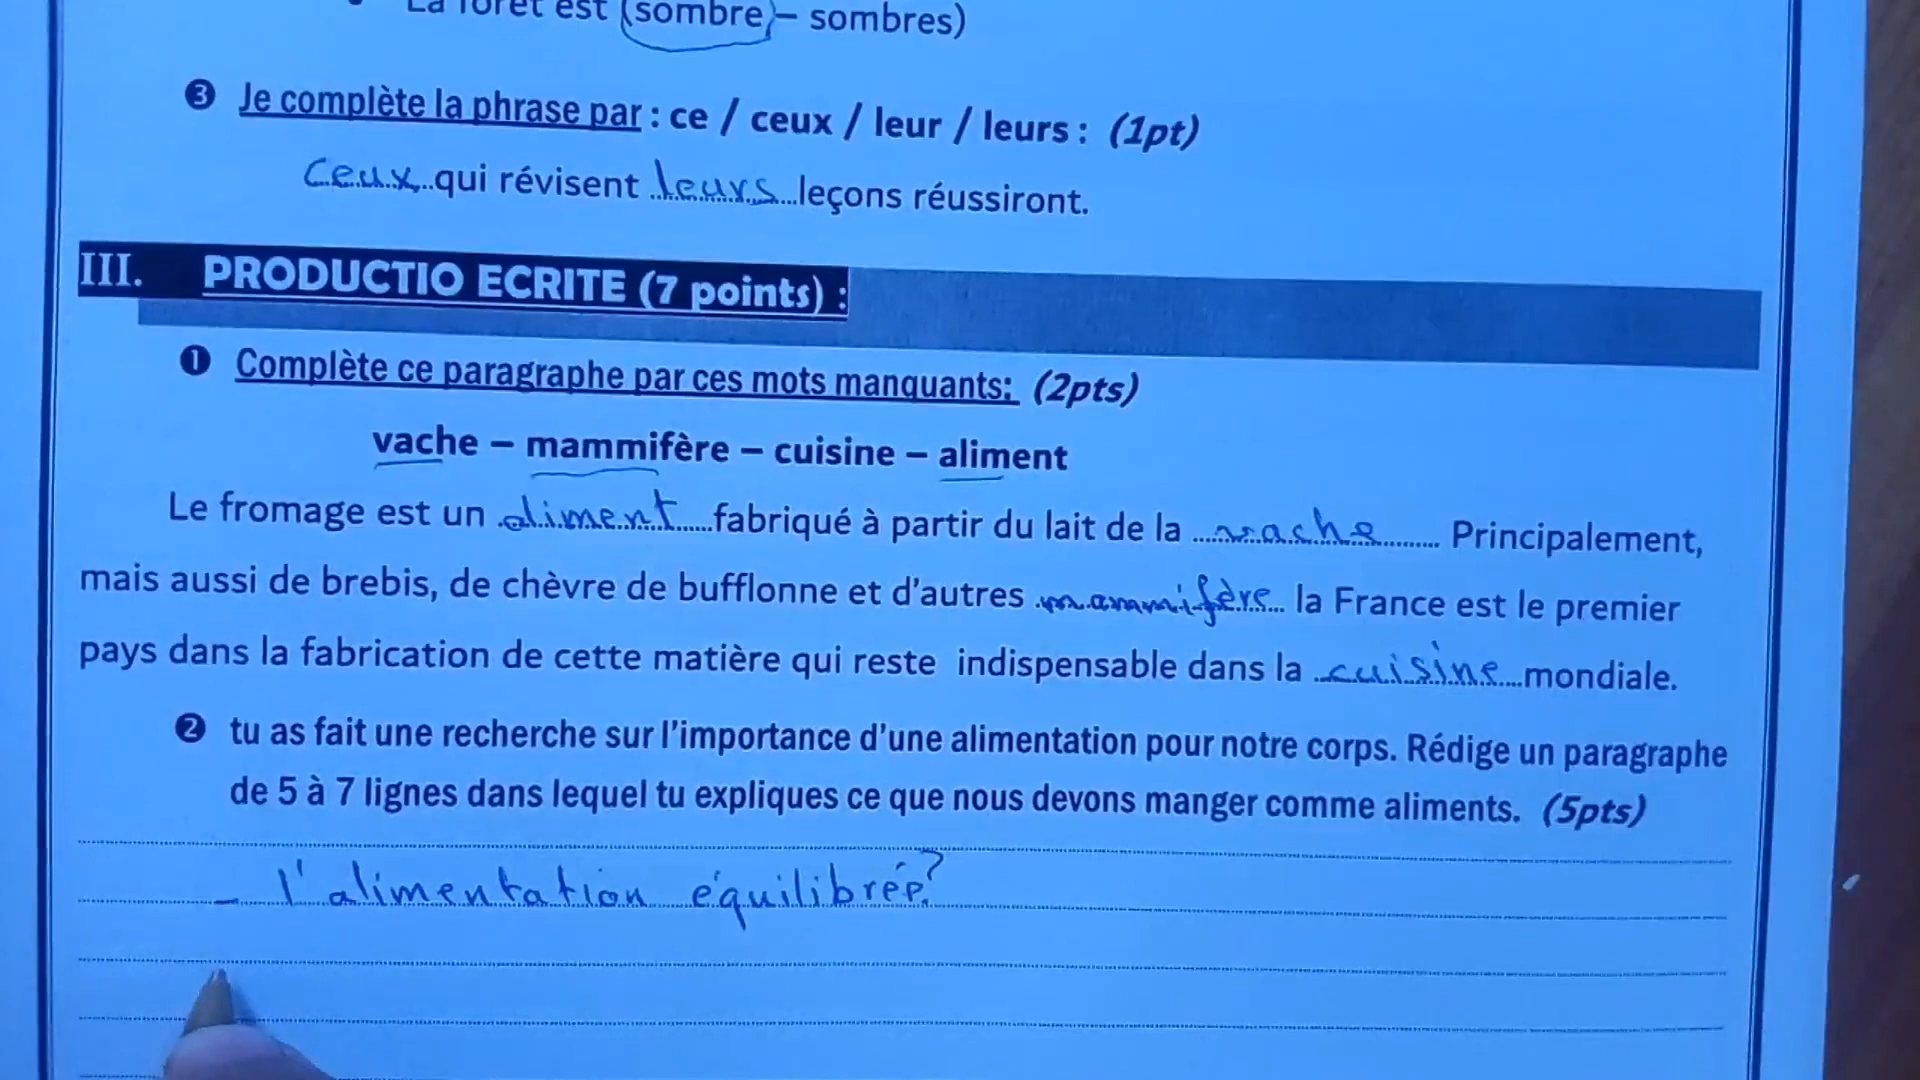 La forêt est (sombre – sombres)
❸ Je complète la phrase par : ce / ceux / leur / leurs : (1pt)
Ceux qui révisent leurs leçons réussiront.
III. PRODUCTIO ECRITE (7 points) :
❶ Complète ce paragraphe par ces mots manquants: (2pts)
vache – mammifère – cuisine – aliment
Le fromage est un aliment fabriqué à partir du lait de la vache Principalement,
mais aussi de brebis, de chèvre de bufflonne et d'autres mammifère la France est le premier
pays dans la fabrication de cette matière qui reste indispensable dans la cuisine mondiale.
❷ tu as fait une recherche sur l'importance d'une alimentation pour notre corps. Rédige un paragraphe
de 5 à 7 lignes dans lequel tu expliques ce que nous devons manger comme aliments. (5pts)
- l'alimentation équilibrée?